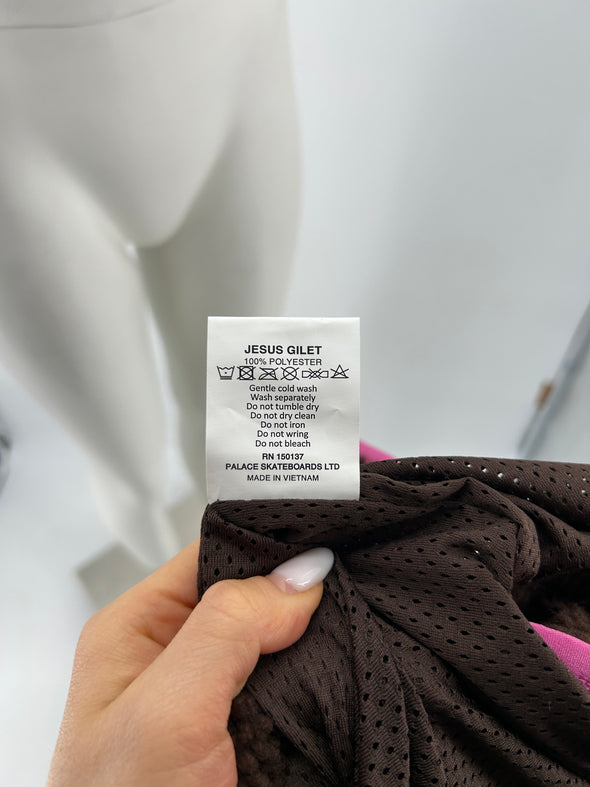 JESUS GILET
100% POLYESTER
Gentle cold wash
Wash separately
Do not tumble dry
Do not dry clean
Do not iron
Do not wring
Do not bleach
RN 150137
PALACE SKATEBOARDS LTD
MADE IN VIETNAM